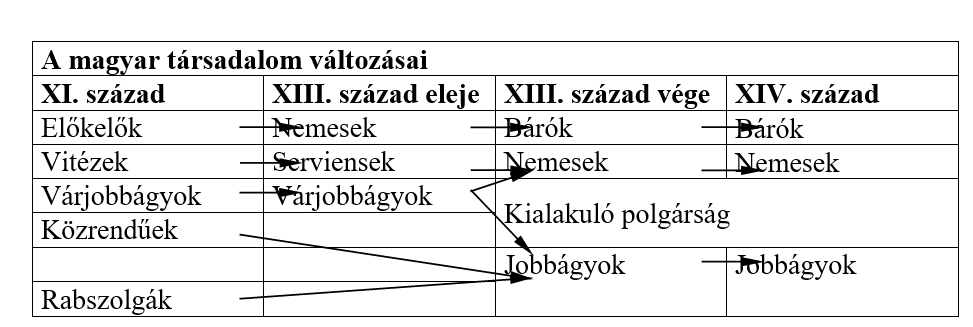 A magyar társadalom változásai
XI. század XIII. század eleje XIII. század vége XIV. század
Előkelők Nemesek Bárók Bárók
Vitézek Serviensek Nemesek Nemesek
Várjobbágyok Várjobbágyok
Kialakuló polgárság
Közrendűek
Jobbágyok Jobbágyok
Rabszolgák